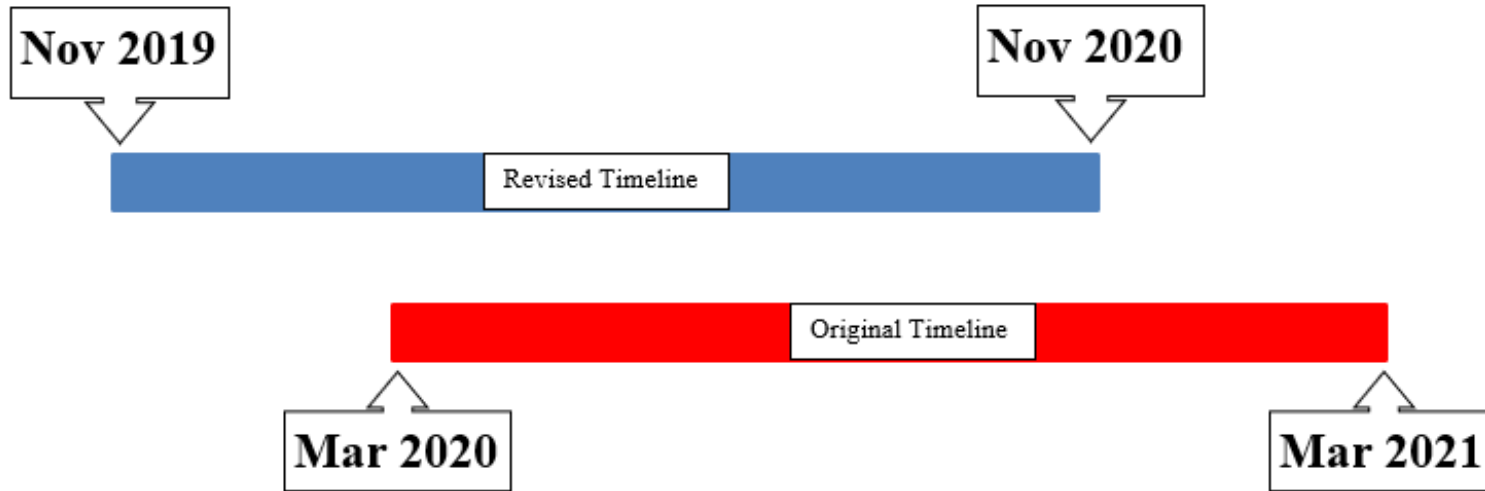 Nov 2019
Nov 2020
Revised Timeline
Original Timeline
Mar 2020
Mar 2021